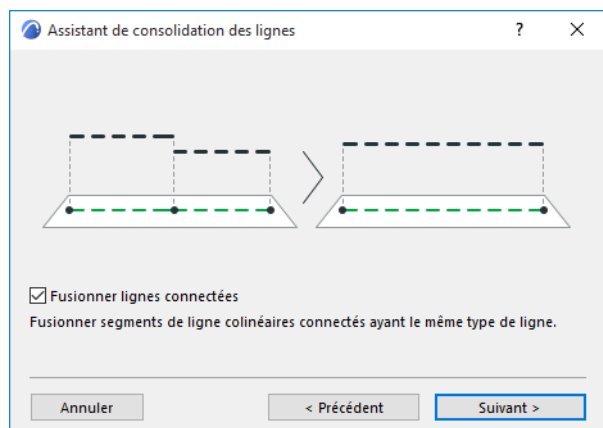 Assistant de consolidation des lignes
?
Fusionner lignes connectées
Fusionner segments de ligne colinéaires connectés ayant le même type de ligne.
Annuler
< Précédent
Suivant >